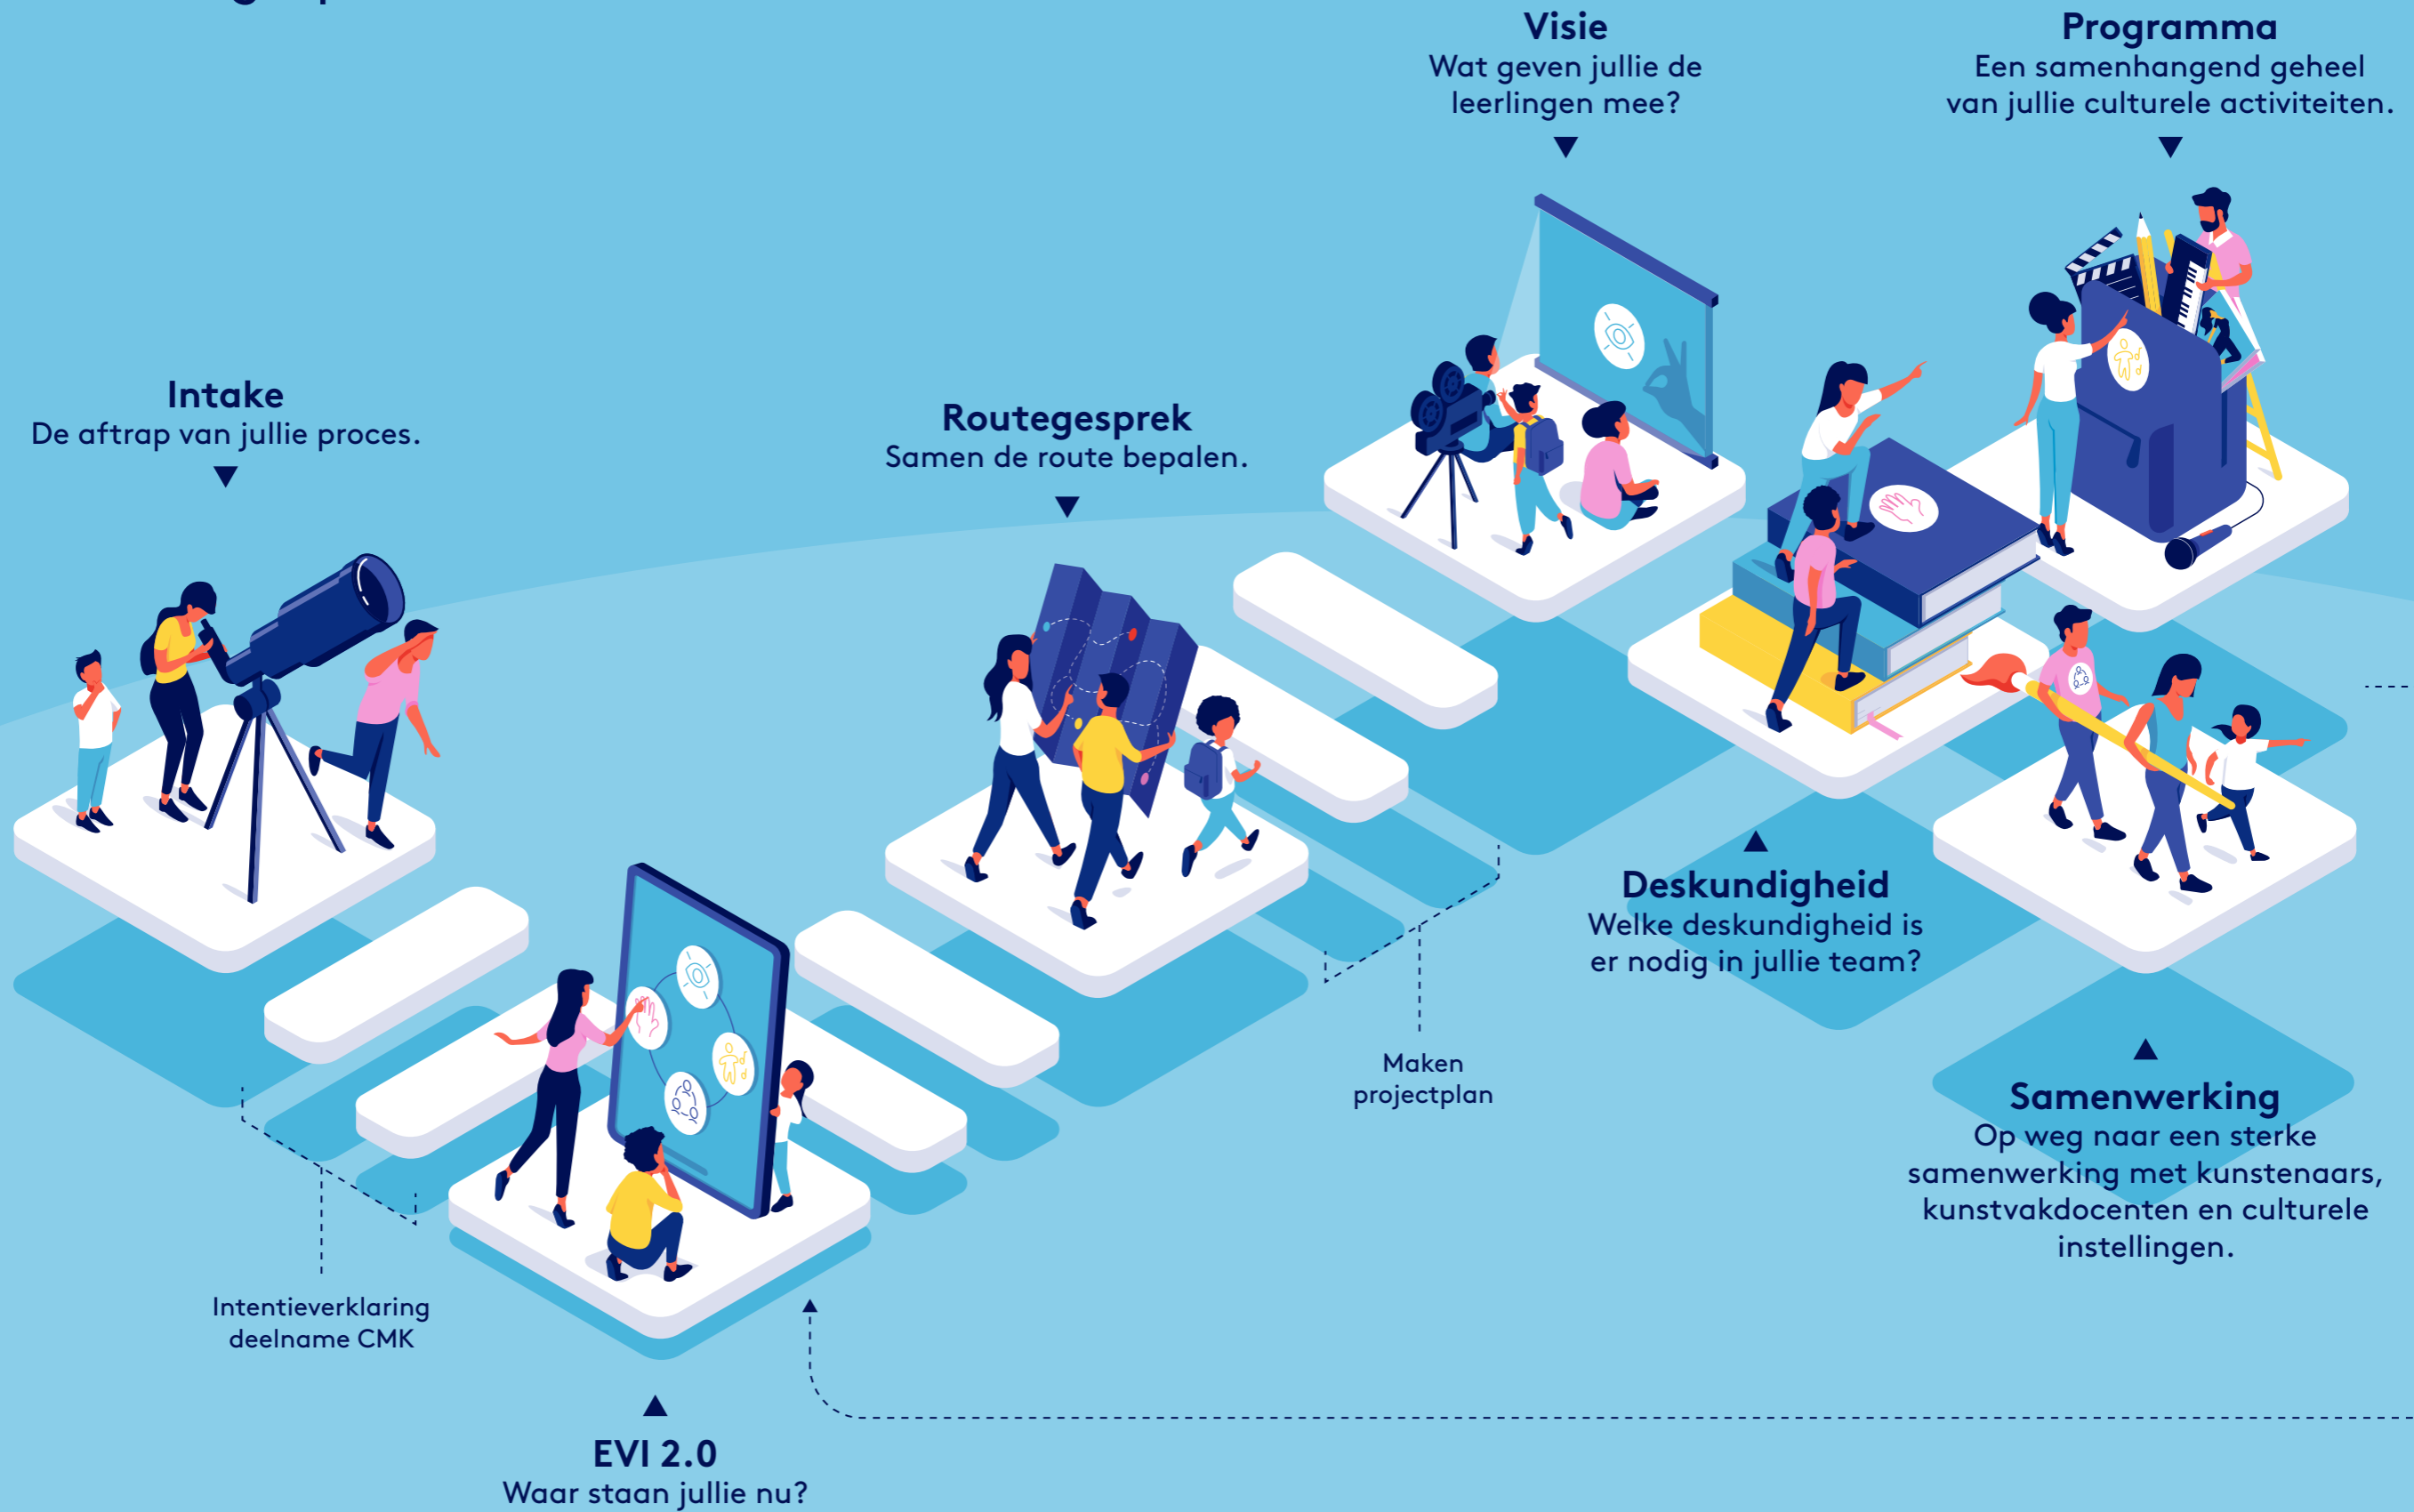 Visie
Wat geven jullie de
leerlingen mee?
Programma
Een samenhangend geheel
van jullie culturele activiteiten.
Intake
De aftrap van jullie proces.
Routegesprek
Samen de route bepalen.
Deskundigheid
Welke deskundigheid is
er nodig in jullie team?
Maken
projectplan
Samenwerking
Op weg naar een sterke
samenwerking met kunstenaars,
kunstvakdocenten en culturele
instellingen.
Intentieverklaring
deelname CMK
EVI 2.0
Waar staan jullie nu?